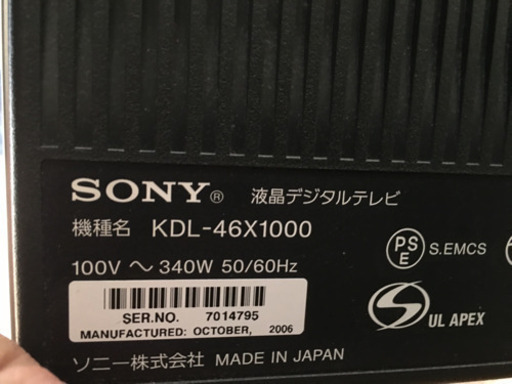 SONY® 液晶デジタルテレビ
機種名 KDL-46X1000
100V ～ 340W 50/60Hz
PS
E
S.EMCS
SER.NO. 7014795
MANUFACTURED: OCTOBER, 2006
S UL APEX
ソニー株式会社 MADE IN JAPAN